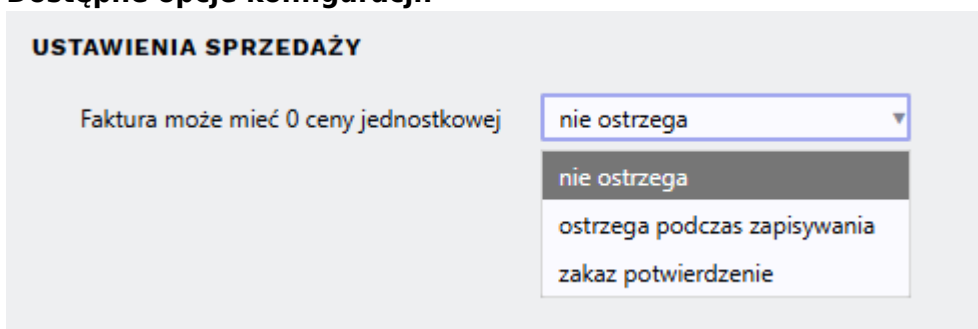 Dostępne opcje konfiguracji:
USTAWIENIA SPRZEDAŻY
Faktura może mieć 0 ceny jednostkowej
nie ostrzega
nie ostrzega
ostrzega podczas zapisywania
zakaz potwierdzenie